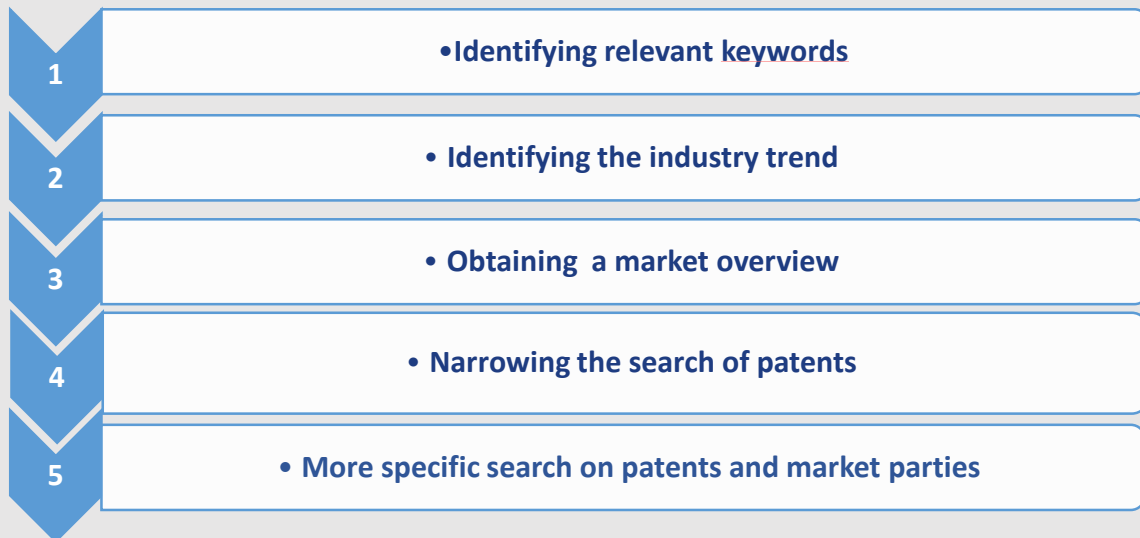 1
•Identifying relevant keywords
2
• Identifying the industry trend
3
• Obtaining  a market overview
4
• Narrowing the search of patents
5
• More specific search on patents and market parties